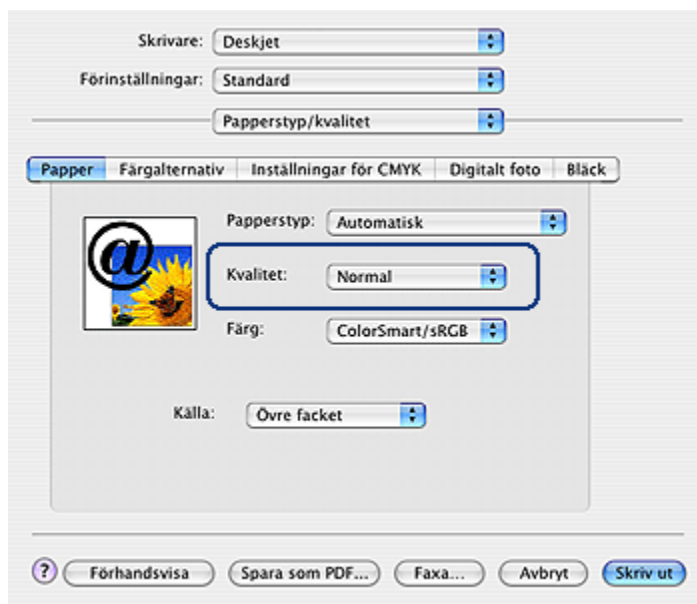 Skrivare: Deskjet
Förinställningar: Standard
Papperstyp/kvalitet
Papper Färgalternativ Inställningar för CMYK Digitalt foto Bläck
Papperstyp: Automatisk
@
Kvalitet: Normal
Färg: ColorSmart/sRGB
Källa: Övre facket
? Förhandsvisa Spara som PDF... Faxa... Avbryt Skriv ut